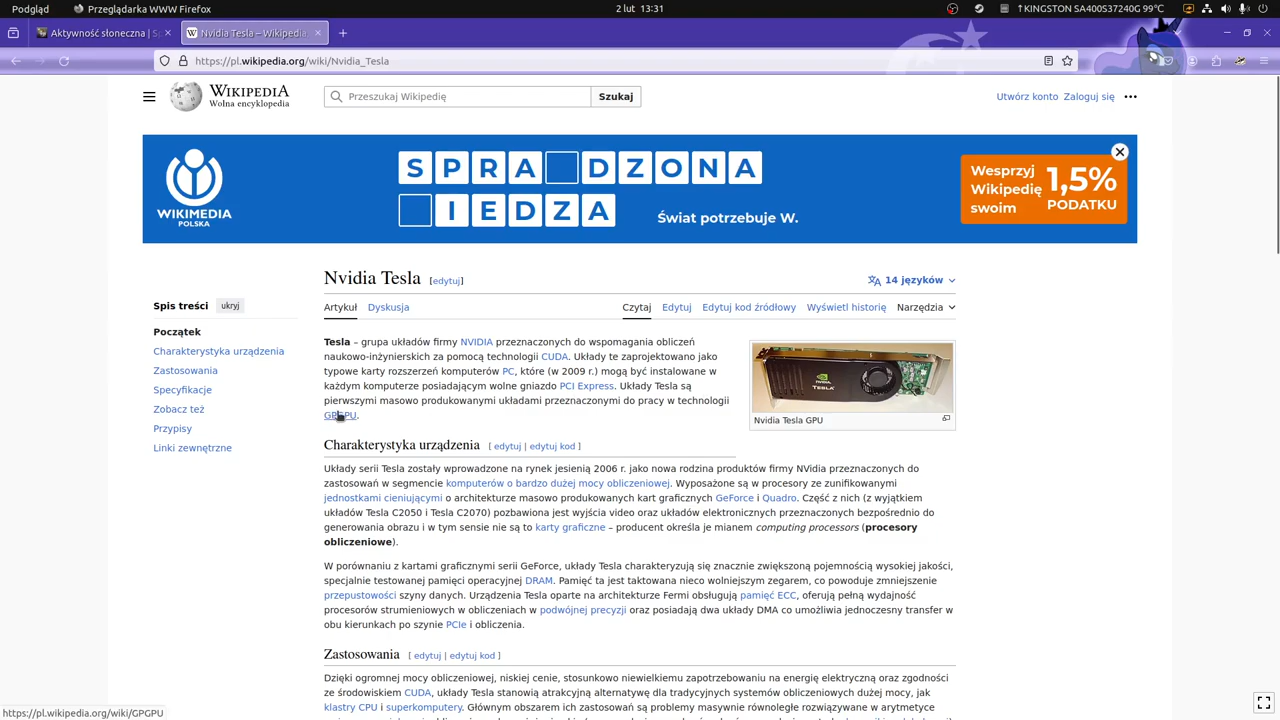 Podgląd
Przeglądarka WWW Firefox
2 lut 13:31
↑KINGSTON SA400S37240G 99°C
Aktywność słoneczna | S
Nvidia Tesla – Wikipedia
https://pl.wikipedia.org/wiki/Nvidia_Tesla
WIKIPEDIA
Wolna encyklopedia
Przeszukaj Wikipedię
Szukaj
Utwórz konto
Zaloguj się
WIKIMEDIA
POLSKA
SPRA DZONA
IEDZA
Świat potrzebuje W.
Wesprzyj
Wikipedię
swoim
1,5%
PODATKU
Nvidia Tesla [edytuj]
14 języków
Spis treści
ukryj
Początek
Charakterystyka urządzenia
Zastosowania
Specyfikacje
Zobacz też
Przypisy
Linki zewnętrzne
Artykuł
Dyskusja
Czytaj
Edytuj
Edytuj kod źródłowy
Wyświetl historię
Narzędzia
Tesla – grupa układów firmy NVIDIA przeznaczonych do wspomagania obliczeń
naukowo-inżynierskich za pomocą technologii CUDA. Układy te zaprojektowano jako
typowe karty rozszerzeń komputerów PC, które (w 2009 r.) mogą być instalowane w
każdym komputerze posiadającym wolne gniazdo PCI Express. Układy Tesla są
pierwszymi masowo produkowanymi układami przeznaczonymi do pracy w technologii
GPGPU.
NVIDIA
TESLA
Nvidia Tesla GPU
Charakterystyka urządzenia [ edytuj | edytuj kod ]
Układy serii Tesla zostały wprowadzone na rynek jesienią 2006 r. jako nowa rodzina produktów firmy NVidia przeznaczonych do
zastosowań w segmencie komputerów o bardzo dużej mocy obliczeniowej. Wyposażone są w procesory ze zunifikowanymi
jednostkami cieniującymi o architekturze masowo produkowanych kart graficznych GeForce i Quadro. Część z nich (z wyjątkiem
układów Tesla C2050 i Tesla C2070) pozbawiona jest wyjścia video oraz układów elektronicznych przeznaczonych bezpośrednio do
generowania obrazu i w tym sensie nie są to karty graficzne – producent określa je mianem computing processors (procesory
obliczeniowe).
W porównaniu z kartami graficznymi serii GeForce, układy Tesla charakteryzują się znacznie zwiększoną pojemnością wysokiej jakości,
specjalnie testowanej pamięci operacyjnej DRAM. Pamięć ta jest taktowana nieco wolniejszym zegarem, co powoduje zmniejszenie
przepustowości szyny danych. Urządzenia Tesla oparte na architekturze Fermi obsługują pamięć ECC, oferują pełną wydajność
procesorów strumieniowych w obliczeniach w podwójnej precyzji oraz posiadają dwa układy DMA co umożliwia jednoczesny transfer w
obu kierunkach po szynie PCIe i obliczenia.
Zastosowania [ edytuj | edytuj kod ]
Dzięki ogromnej mocy obliczeniowej, niskiej cenie, stosunkowo niewielkiemu zapotrzebowaniu na energię elektryczną oraz zgodności
ze środowiskiem CUDA, układy Tesla stanowią atrakcyjną alternatywę dla tradycyjnych systemów obliczeniowych dużej mocy, jak
klastry CPU i superkomputery. Głównym obszarem ich zastosowania są problemy masywnie równoległe rozwiązywane w arytmetyce
https://pl.wikipedia.org/wiki/GPGPU